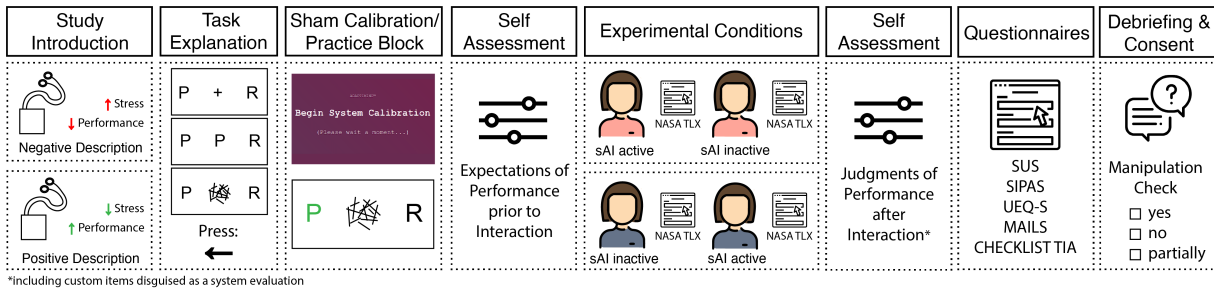 Study
Introduction
↑ Stress
↓ Performance
Negative Description
↓ Stress
↑ Performance
Positive Description
Task
Explanation
P + R
P P R
P R
Press:
←
Sham Calibration/
Practice Block
Begin System Calibration
(Please wait a moment...)
P R
Self
Assessment
Expectations of
Performance
prior to
Interaction
Experimental Conditions
NASA TLX
sAI active
NASA TLX
sAI inactive
NASA TLX
sAI inactive
NASA TLX
sAI active
Self
Assessment
Judgments of
Performance
after
Interaction*
Questionnaires
SUS
SIPAS
UEQ-S
MAILS
CHECKLIST TIA
Debriefing &
Consent
?
Manipulation
Check
□ yes
□ no
□ partially
*including custom items disguised as a system evaluation